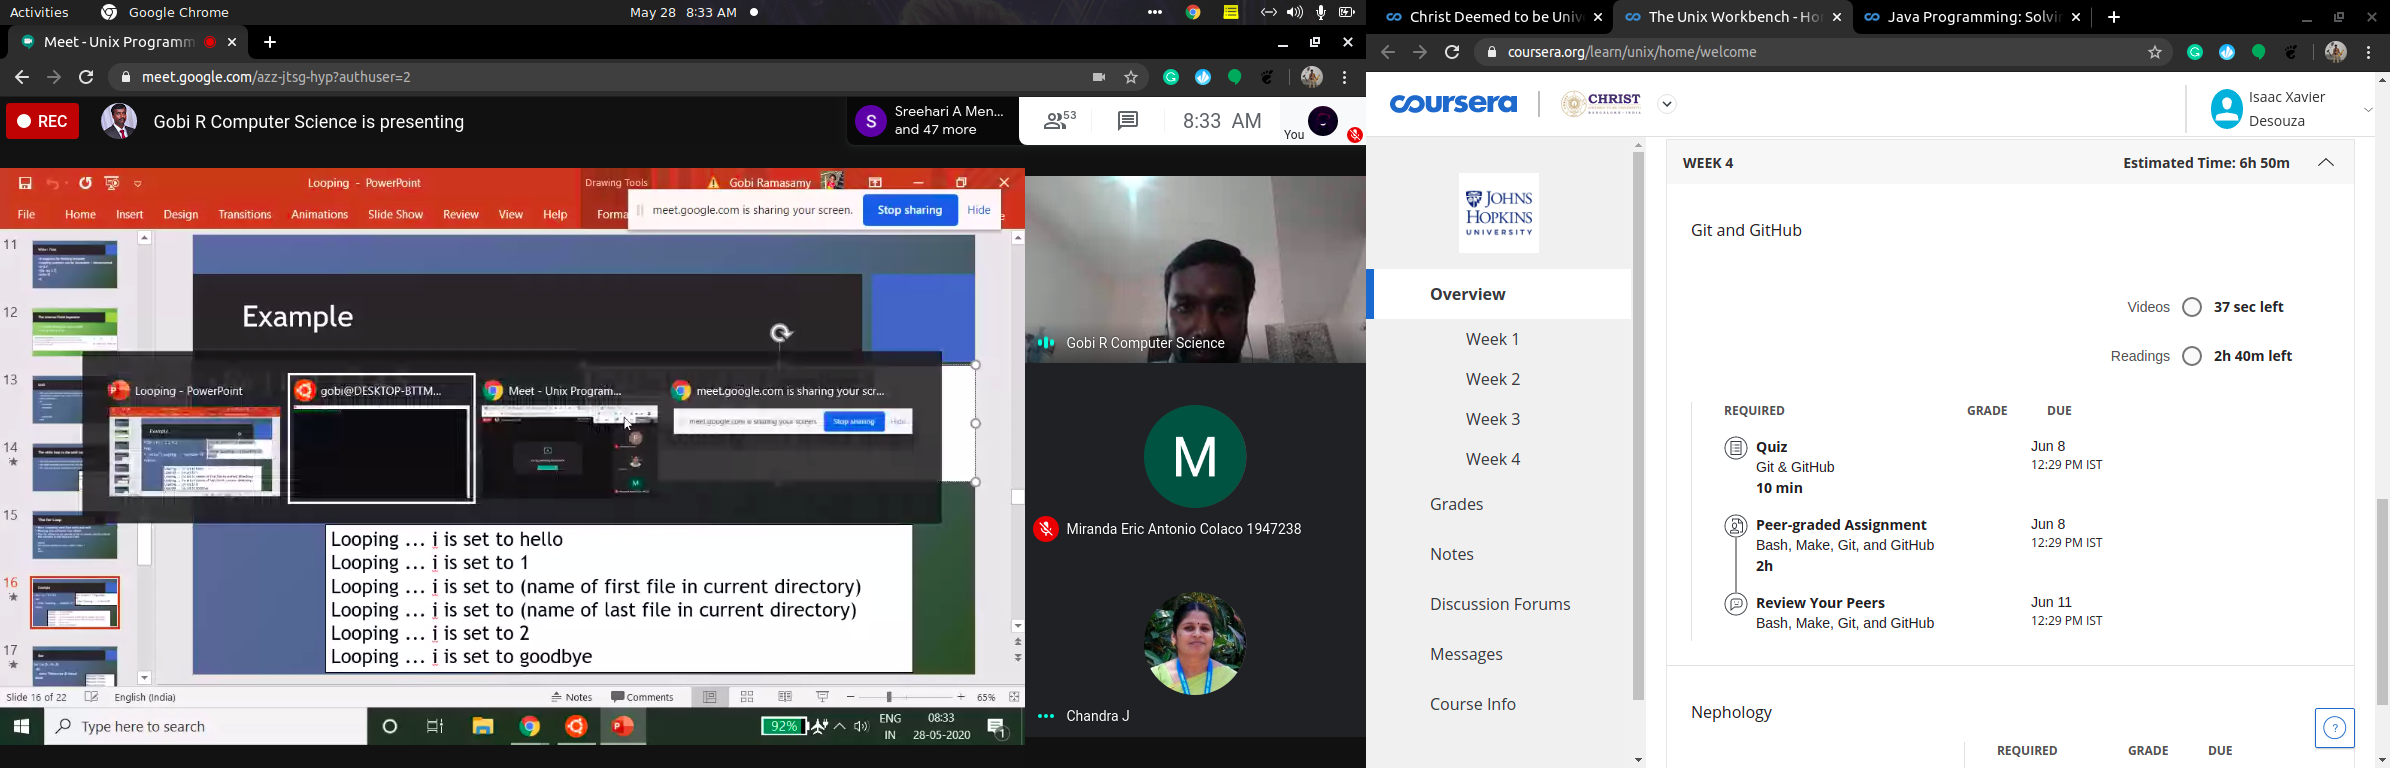 Activities
Google Chrome
May 28 8:33 AM
Meet - Unix Programm
meet.google.com/azz-jtsg-hyp?authuser=2
REC
Gobi R Computer Science is presenting
S
Sreehari A Men...
and 47 more
53
8:33 AM
You
Looping - PowerPoint
Drawing Tools
Gobi Ramasamy
File
Home
Insert
Design
Transitions
Animations
Slide Show
Review
View
Help
Forma
meet.google.com is sharing your screen.
Stop sharing
Hide
11
12
13
14
15
16
17
Example
Looping - PowerPoint
gobi@DESKTOP-BTTM...
Meet - Unix Program...
meet.google.com is sharing your scr...
meet.google.com is sharing your screen.
Stop sharing
Hide
Looping ... i is set to hello
Looping ... i is set to 1
Looping ... i is set to (name of first file in current directory)
Looping ... i is set to (name of last file in current directory)
Looping ... i is set to 2
Looping ... i is set to goodbye
Slide 16 of 22
English (India)
Notes
Comments
65%
Type here to search
92%
ENG
IN
08:33
28-05-2020
1
Gobi R Computer Science
M
Miranda Eric Antonio Colaco 1947238
Chandra J
Christ Deemed to be Univ
The Unix Workbench - Ho
Java Programming: Solvi
coursera.org/learn/unix/home/welcome
coursera
CHRIST
Isaac Xavier
Desouza
JOHNS
HOPKINS
UNIVERSITY
Overview
Week 1
Week 2
Week 3
Week 4
Grades
Notes
Discussion Forums
Messages
Course Info
WEEK 4
Estimated Time: 6h 50m
Git and GitHub
Videos
37 sec left
Readings
2h 40m left
REQUIRED
GRADE
DUE
Quiz
Git & GitHub
10 min
Jun 8
12:29 PM IST
Peer-graded Assignment
Bash, Make, Git, and GitHub
2h
Jun 8
12:29 PM IST
Review Your Peers
Bash, Make, Git, and GitHub
Jun 11
12:29 PM IST
Nephology
REQUIRED
GRADE
DUE
?